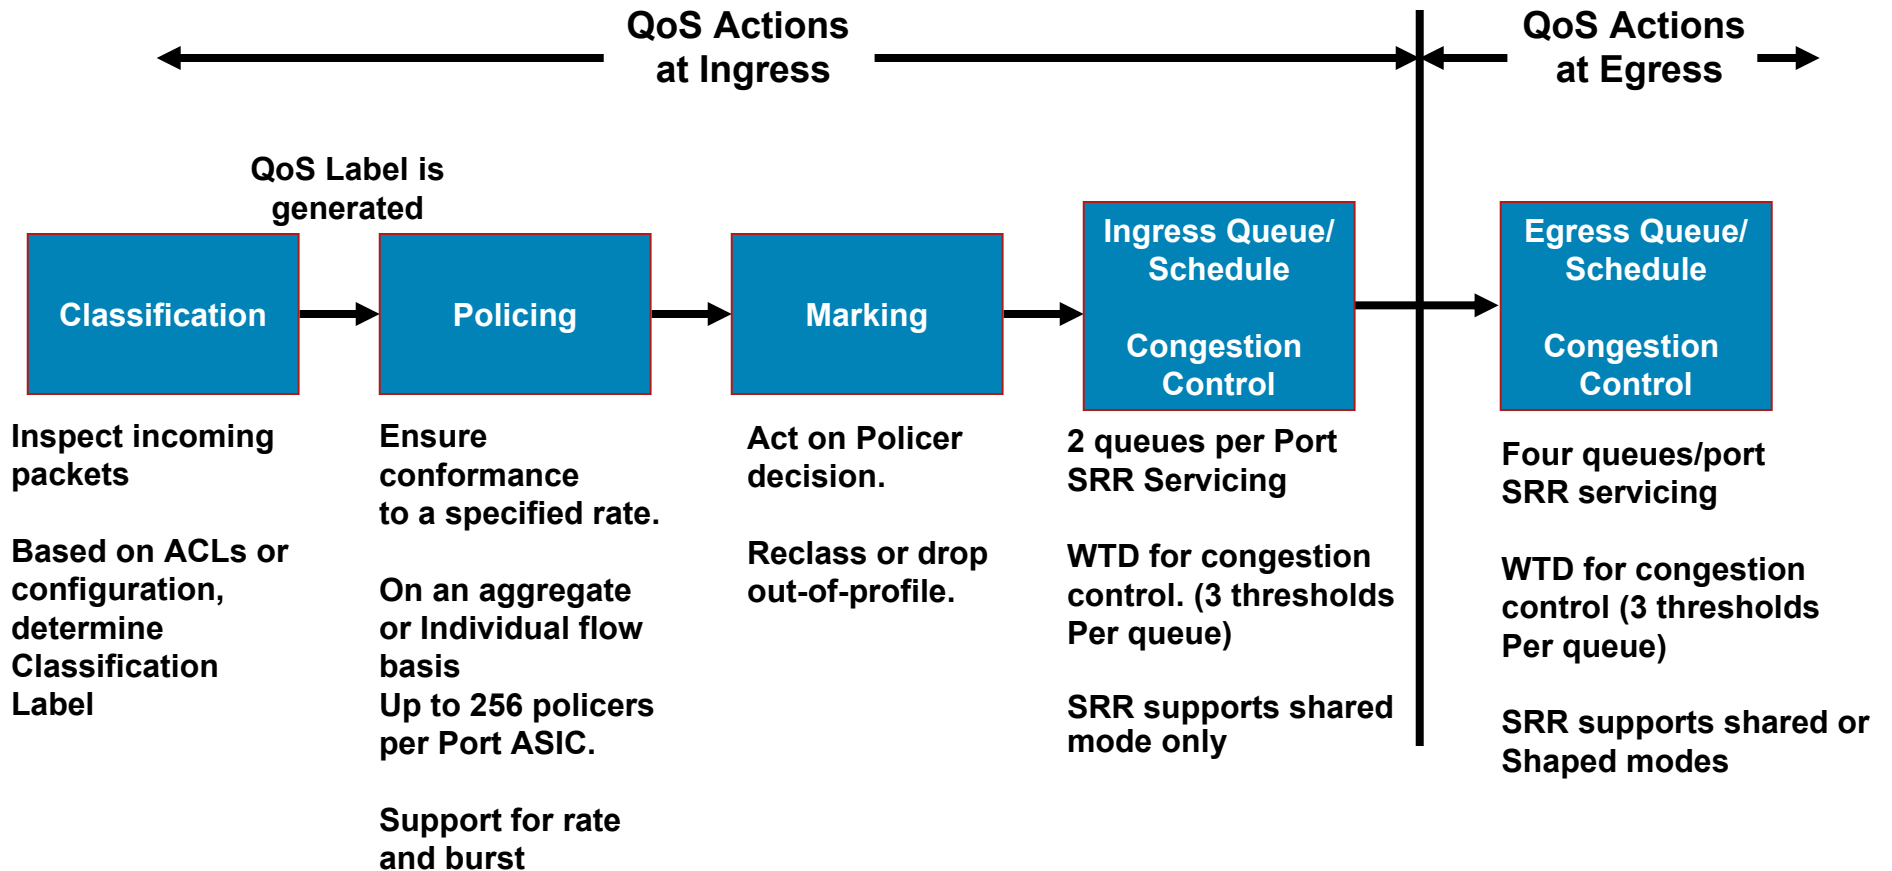 QoS Actions
at Ingress
QoS Actions
at Egress
QoS Label is
generated
Classification
Policing
Marking
Ingress Queue/
Schedule
Congestion
Control
Egress Queue/
Schedule
Congestion
Control
Inspect incoming
packets
Based on ACLs or
configuration,
determine
Classification
Label
Ensure
conformance
to a specified rate.
On an aggregate
or Individual flow
basis
Up to 256 policers
per Port ASIC.
Support for rate
and burst
Act on Policer
decision.
Reclass or drop
out-of-profile.
2 queues per Port
SRR Servicing
WTD for congestion
control. (3 thresholds
Per queue)
SRR supports shared
mode only
Four queues/port
SRR servicing
WTD for congestion
control (3 thresholds
Per queue)
SRR supports shared or
Shaped modes